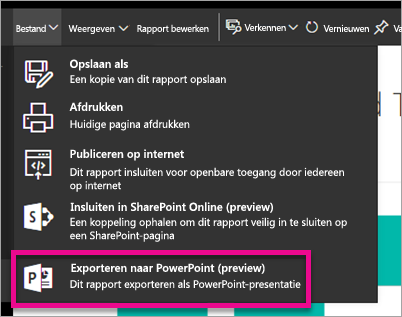 Bestand Weergeven Rapport bewerken Verkennen Vernieuwen
Opslaan als
Een kopie van dit rapport opslaan
Afdrukken
Huidige pagina afdrukken
Publiceren op internet
Dit rapport insluiten voor openbare toegang door iedereen
op internet
Insluiten in SharePoint Online (preview)
Een koppeling ophalen om dit rapport veilig in te sluiten op
een SharePoint-pagina
Exporteren naar PowerPoint (preview)
Dit rapport exporteren als PowerPoint-presentatie